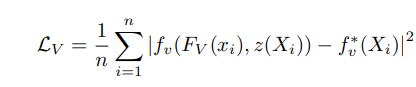 $\mathcal{L}_V = \frac{1}{n} \sum_{i=1}^{n} |f_v(F_V(x_i), z(X_i)) - f_v^*(X_i)|^2$